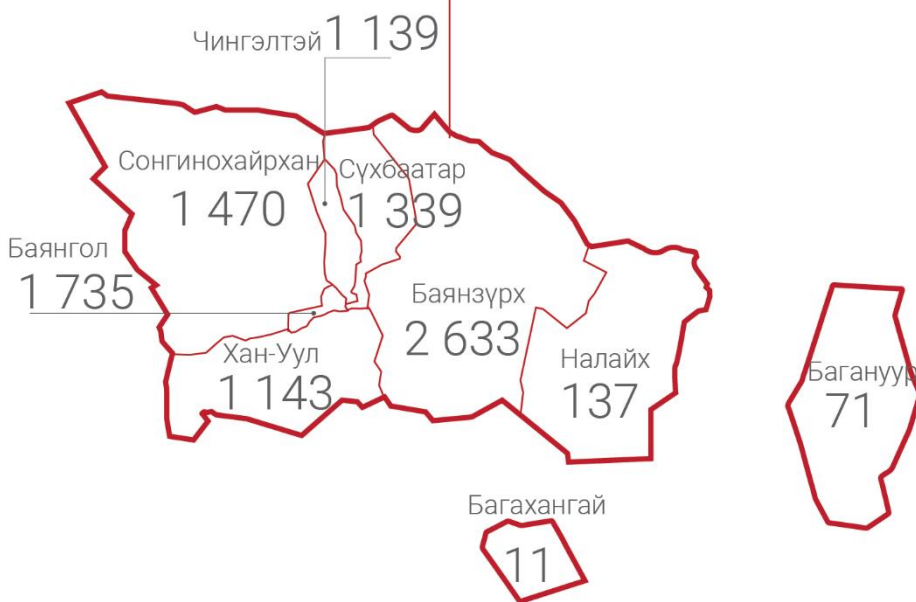 Чингэлтэй 1 139
Сонгинохайрхан
1 470
Сүхбаатар
1 339
Баянгол
1 735
Баянзүрх
2 633
Хан-Уул
1 143
Налайх
137
Багануур
71
Багахангай
11